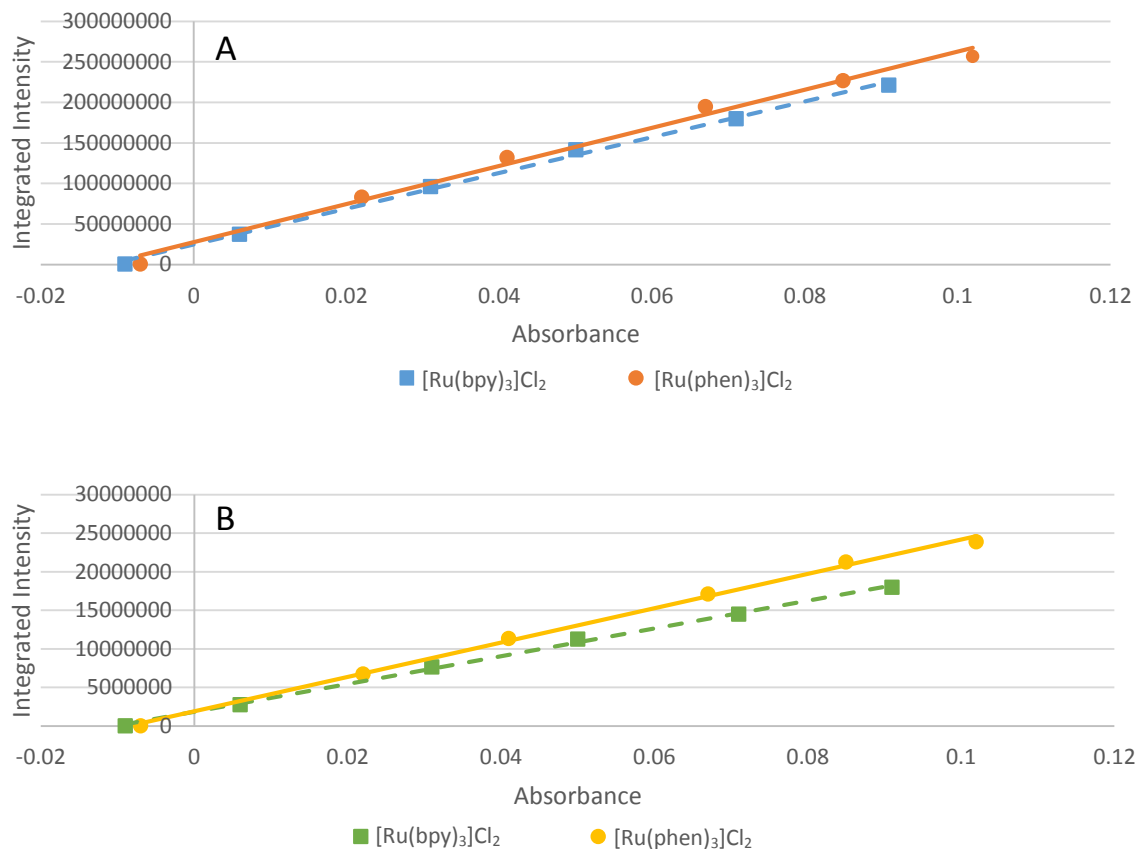 A
Integrated Intensity
300000000
250000000
200000000
150000000
100000000
50000000
0
-0.02 0 0.02 0.04 0.06 0.08 0.1 0.12
Absorbance
[Ru(bpy)₃]Cl₂ [Ru(phen)₃]Cl₂
B
Integrated Intensity
30000000
25000000
20000000
15000000
10000000
5000000
0
-0.02 0 0.02 0.04 0.06 0.08 0.1 0.12
Absorbance
[Ru(bpy)₃]Cl₂ [Ru(phen)₃]Cl₂